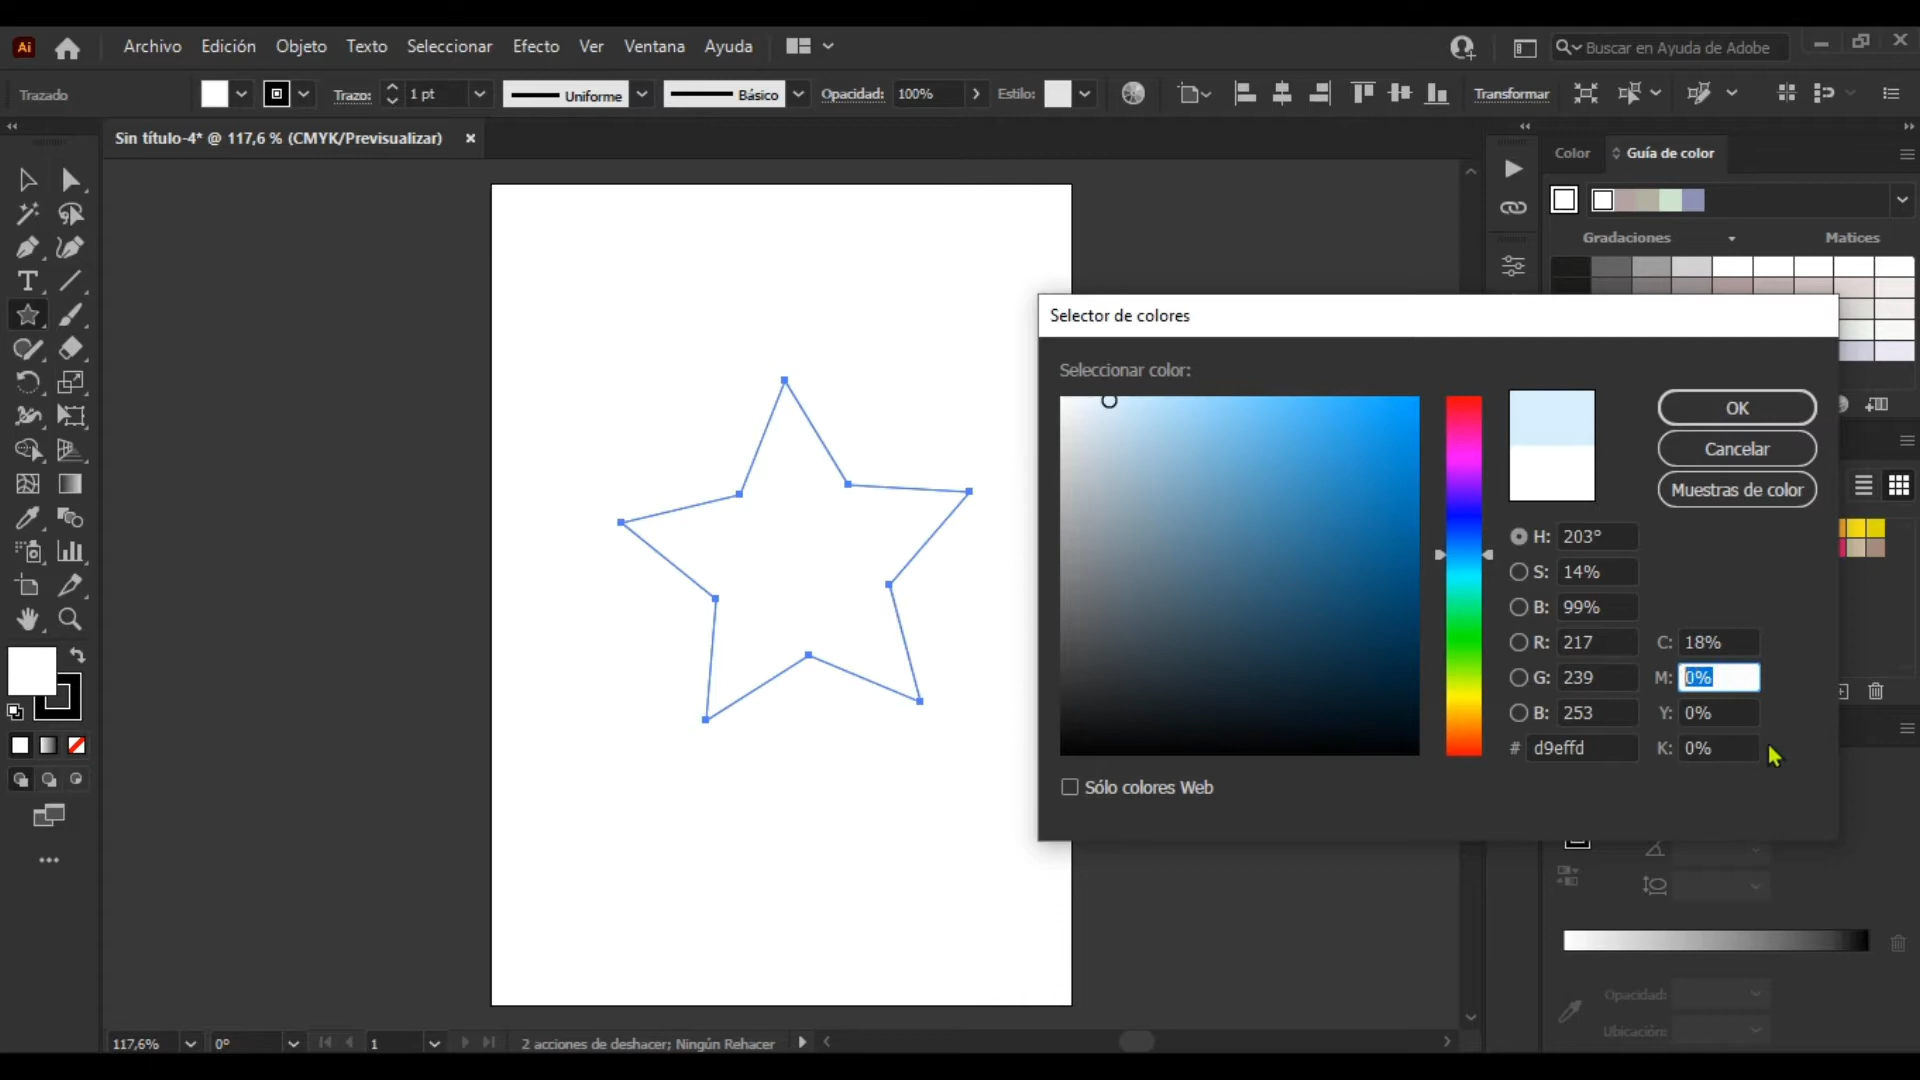 Ai Archivo Edición Objeto Texto Seleccionar Efecto Ver Ventana Ayuda Buscar en Ayuda de Adobe
Trazado Trazo: 1 pt Uniforme Básico Opacidad: 100% Estilo: Transformar
Sin título-4* @ 117,6 % (CMYK/Previsualizar)
Color Guía de color
Gradaciones Matices
Selector de colores
Seleccionar color:
OK
Cancelar
Muestras de color
H: 203°
S: 14%
B: 99%
R: 217 C: 18%
G: 239 M: 0%
B: 253 Y: 0%
# d9effd K: 0%
Sólo colores Web
Opacidad:
Ubicación:
117,6% 0° 1 2 acciones de deshacer; Ningún Rehacer